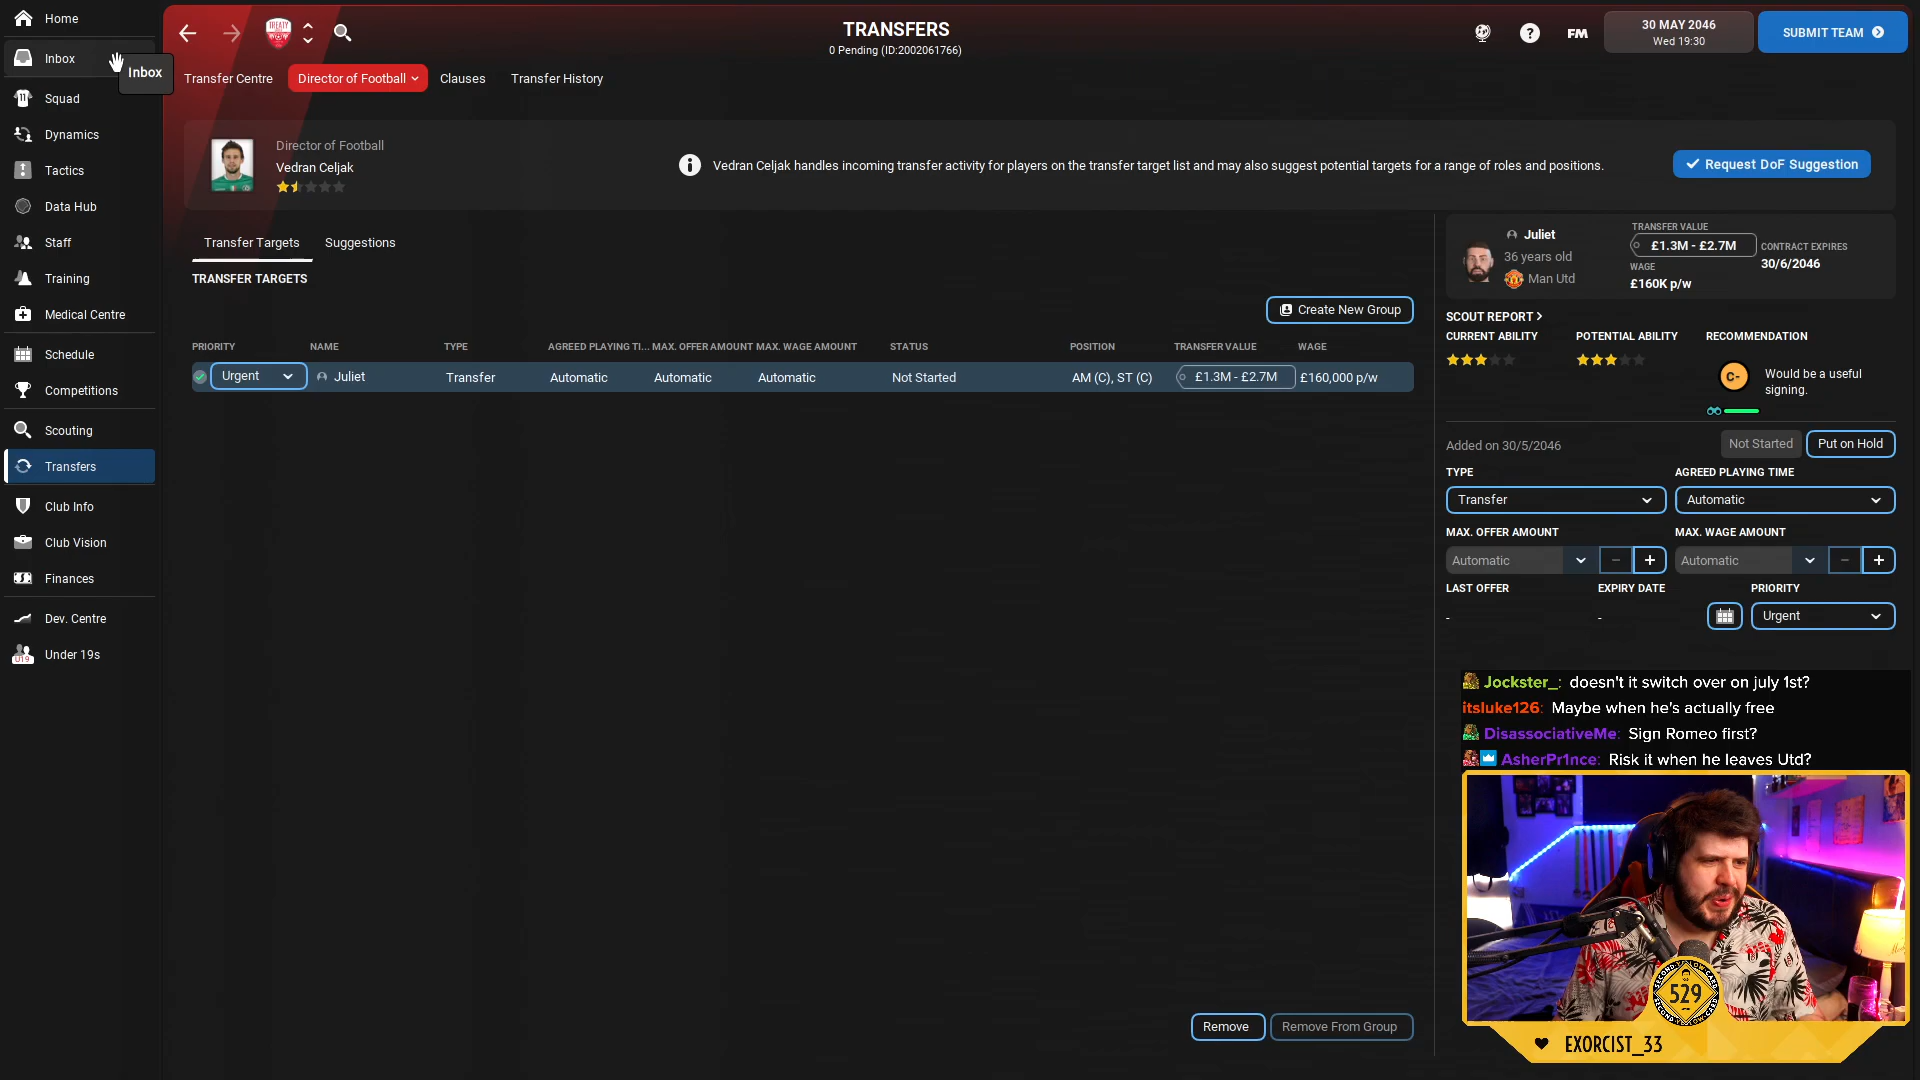 Home
Inbox
Inbox
Squad
Dynamics
Tactics
Data Hub
Staff
Training
Medical Centre
Schedule
Competitions
Scouting
Transfers
Club Info
Club Vision
Finances
Dev. Centre
U19
Under 19s
TREATY
TRANSFERS
0 Pending (ID:2002061766)
?
FM
30 MAY 2046
Wed 19:30
SUBMIT TEAM
Transfer Centre
Director of Football
Clauses
Transfer History
Director of Football
Vedran Celjak
Vedran Celjak handles incoming transfer activity for players on the transfer target list and may also suggest potential targets for a range of roles and positions.
Request DoF Suggestion
Transfer Targets
Suggestions
TRANSFER TARGETS
Create New Group
PRIORITY NAME TYPE AGREED PLAYING TI... MAX. OFFER AMOUNT MAX. WAGE AMOUNT STATUS POSITION TRANSFER VALUE WAGE
Urgent Juliet Transfer Automatic Automatic Automatic Not Started AM (C), ST (C) £1.3M - £2.7M £160,000 p/w
Remove
Remove From Group
Juliet
36 years old
Man Utd
TRANSFER VALUE
£1.3M - £2.7M
WAGE
£160K p/w
CONTRACT EXPIRES
30/6/2046
SCOUT REPORT >
CURRENT ABILITY
POTENTIAL ABILITY
RECOMMENDATION
C-
Would be a useful
signing.
Added on 30/5/2046
Not Started
Put on Hold
TYPE
AGREED PLAYING TIME
Transfer
Automatic
MAX. OFFER AMOUNT
MAX. WAGE AMOUNT
Automatic - +
Automatic - +
LAST OFFER
EXPIRY DATE
PRIORITY
-
-
Urgent
Jockster_: doesn't it switch over on july 1st?
itsluke126: Maybe when he's actually free
DisassociativeMe: Sign Romeo first?
AsherPr1nce: Risk it when he leaves Utd?
SECOND YELLOW CARD
529
EXORCIST_33